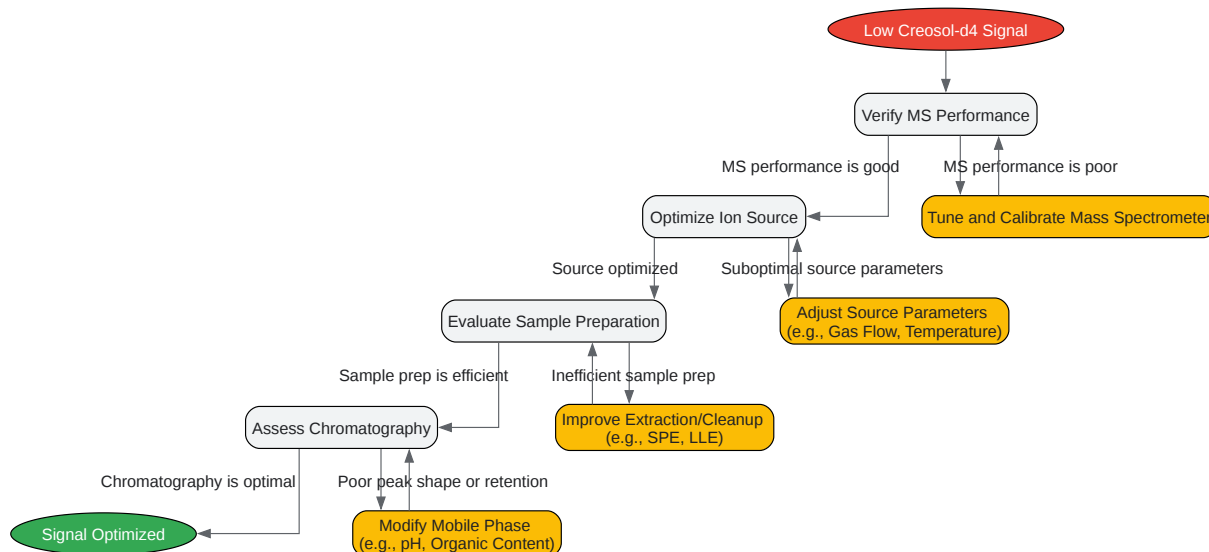 Low Creosol-d4 Signal
Verify MS Performance
MS performance is good
MS performance is poor
Optimize Ion Source
Tune and Calibrate Mass Spectrometer
Source optimized
Suboptimal source parameters
Evaluate Sample Preparation
Adjust Source Parameters
(e.g., Gas Flow, Temperature)
Sample prep is efficient
Inefficient sample prep
Assess Chromatography
Improve Extraction/Cleanup
(e.g., SPE, LLE)
Chromatography is optimal
Poor peak shape or retention
Signal Optimized
Modify Mobile Phase
(e.g., pH, Organic Content)